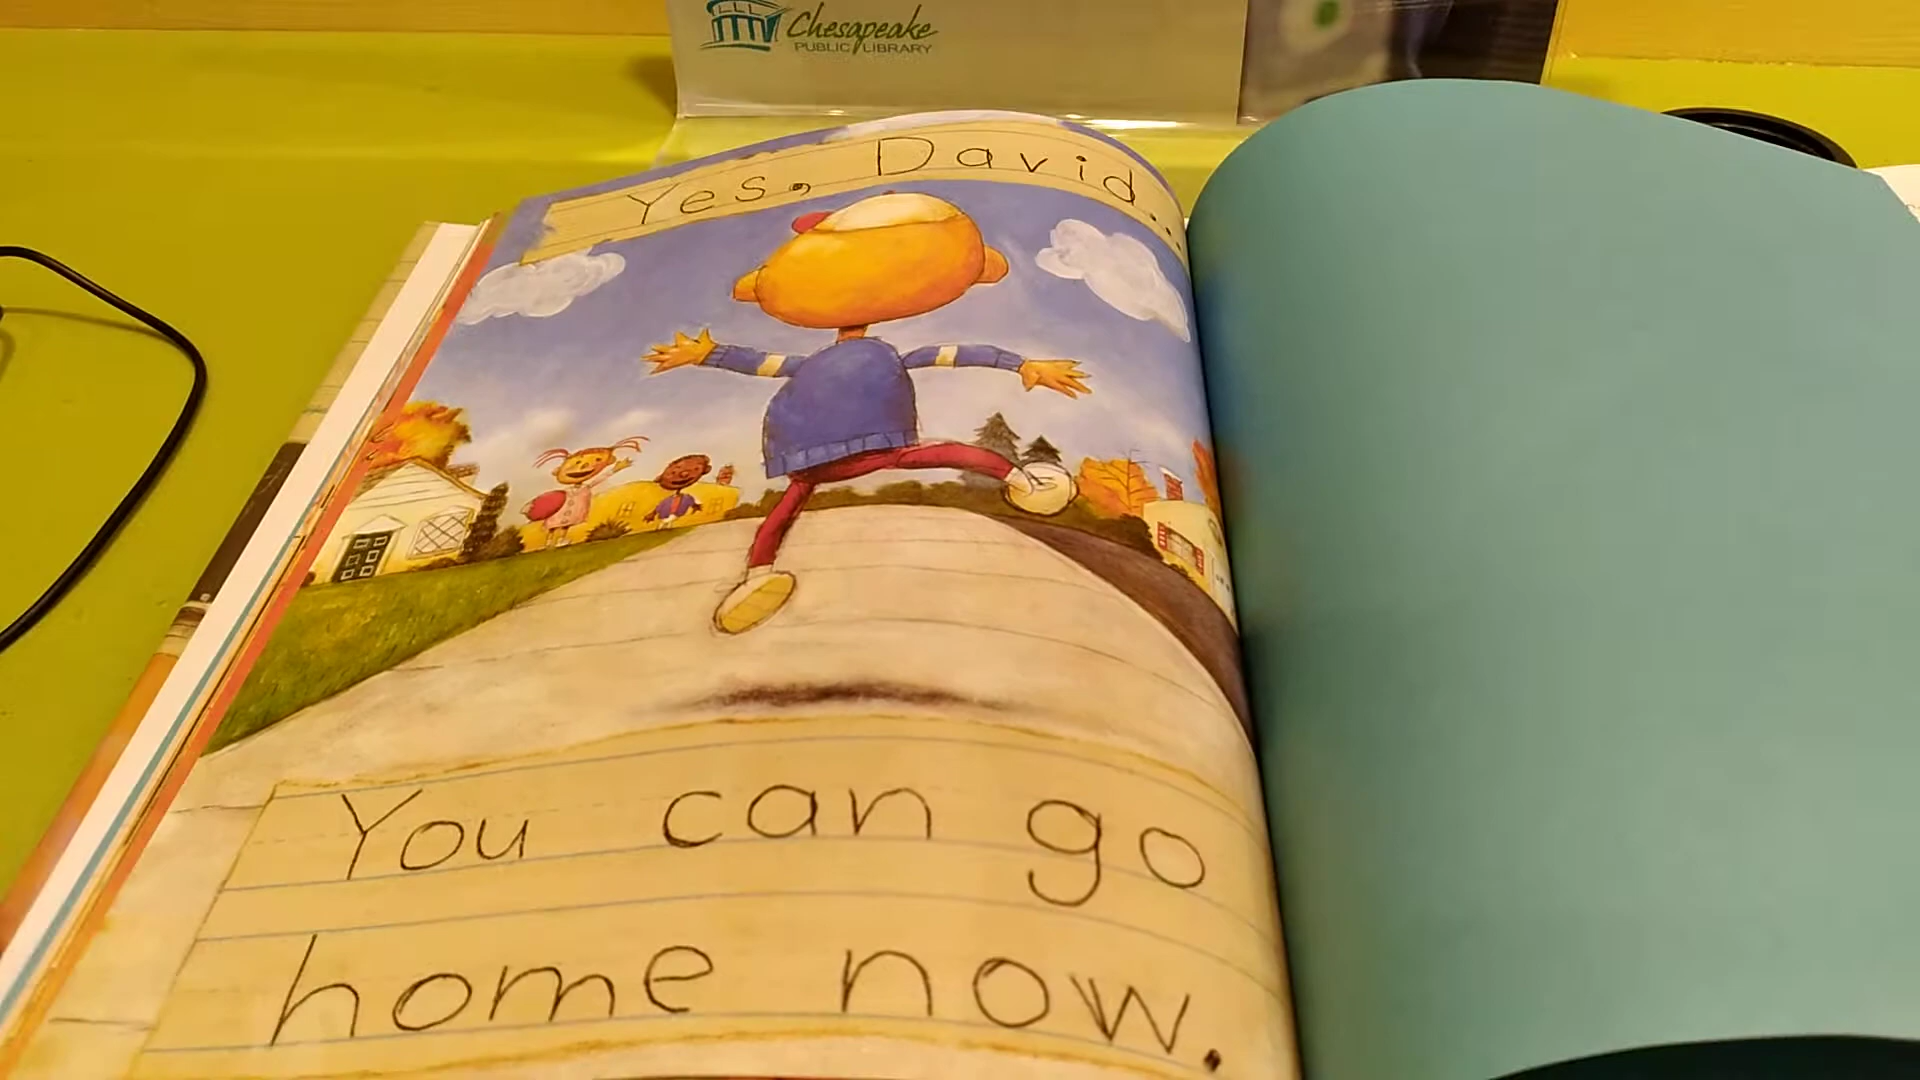 Chesapeake
PUBLIC LIBRARY
Yes, David...
You can go
home now.